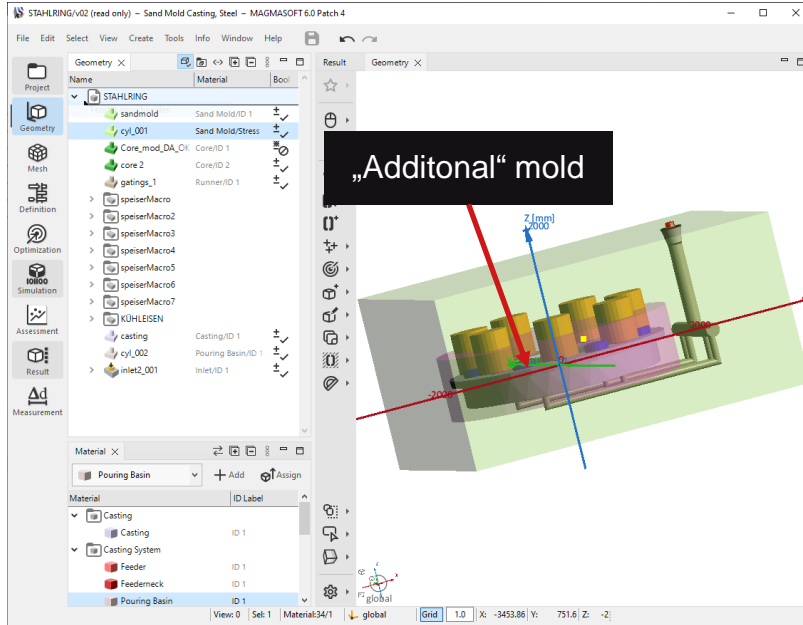 STAHLRING/v02 (read only) – Sand Mold Casting, Steel – MAGMASOFT 6.0 Patch 4
File Edit Select View Create Tools Info Window Help
Project
Geometry
Mesh
Definition
Optimization
Simulation
Assessment
Result
Measurement
Geometry
Name Material Bool
STAHLRING
sandmold Sand Mold/ID 1
cyl_001 Sand Mold/Stress
Core_mod_DA_OK Core/ID 1
core 2 Core/ID 2
gatings_1 Runner/ID 1
speiserMacro
speiserMacro2
speiserMacro3
speiserMacro4
speiserMacro5
speiserMacro6
speiserMacro7
KÜHLEISEN
casting Casting/ID 1
cyl_002 Pouring Basin/ID 1
inlet2_001 Inlet/ID 1
Material
Pouring Basin Add Assign
Material ID Label
Casting
Casting ID 1
Casting System
Feeder ID 1
Feederneck ID 1
Pouring Basin ID 1
Result Geometry
„Additonal“ mold
Z [mm]
2000
2000
-2000
global
View: 0 Sel: 1 Material:34/1 global Grid 1.0 X: -3453.86 Y: 751.6 Z: -2